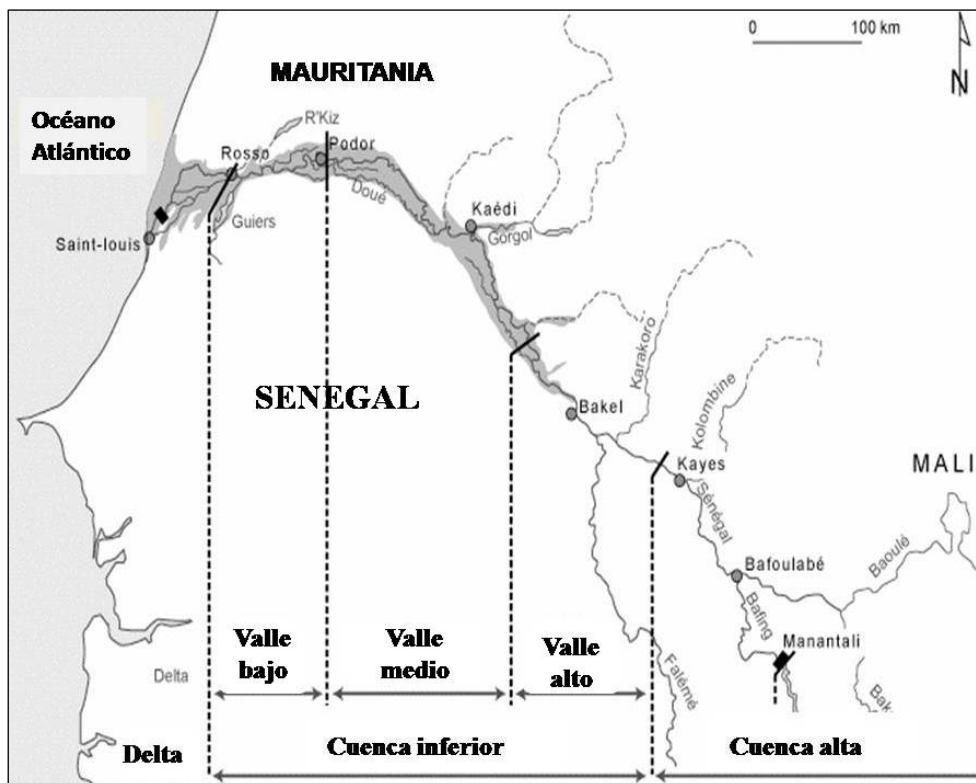 0 100 km
N
MAURITANIA
Océano
Atlántico
R'Kiz
Rosso
Podor
Doué
Guiers
Kaédi
Gorgol
Saint-louis
SENEGAL
Karakoro
Bakel
Kolombine
Kayes
MALI
Sénégal
Bafoulabé
Baoulé
Bafing
Manantali
Falémé
Bak
Valle
bajo
Valle
medio
Valle
alto
Delta
Delta
Cuenca inferior
Cuenca alta